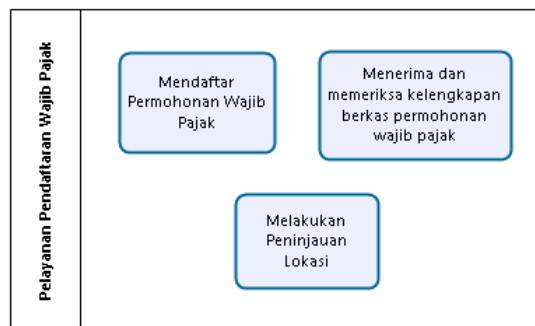 Pelayanan Pendaftaran Wajib Pajak
Mendaftar
Permohonan Wajib
Pajak
Menerima dan
memeriksa kelengkapan
berkas permohonan
wajib pajak
Melakukan
Peninjauan
Lokasi